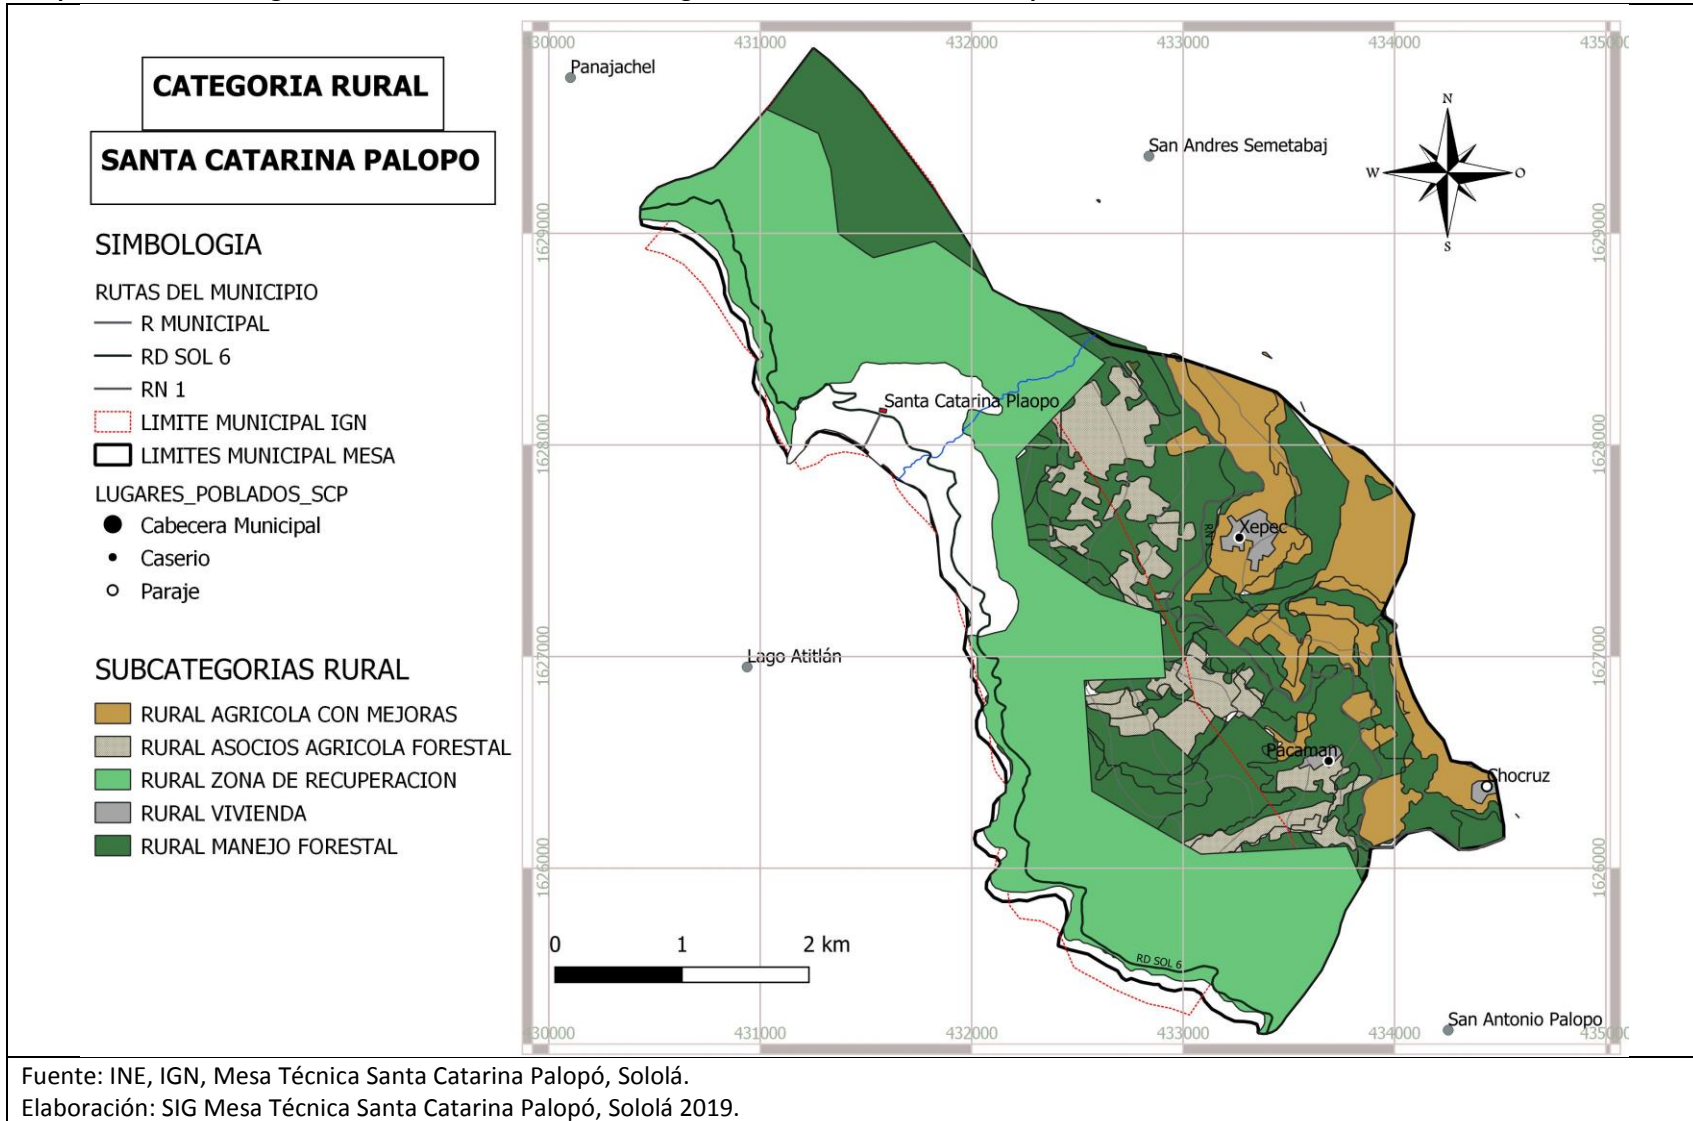 CATEGORIA RURAL
SANTA CATARINA PALOPO
SIMBOLOGIA
RUTAS DEL MUNICIPIO
R MUNICIPAL
RD SOL 6
RN 1
LIMITE MUNICIPAL IGN
LIMITES MUNICIPAL MESA
LUGARES_POBLADOS_SCP
Cabecera Municipal
Caserio
Paraje
SUBCATEGORIAS RURAL
RURAL AGRICOLA CON MEJORAS
RURAL ASOCIOS AGRICOLA FORESTAL
RURAL ZONA DE RECUPERACION
RURAL VIVIENDA
RURAL MANEJO FORESTAL
430000
431000
432000
433000
434000
435000
Panajachel
San Andres Semetabaj
N
W
O
S
1629000
1629000
Santa Catarina Plaopo
1628000
1628000
Xepec
RN 1
Lago Atitlán
1627000
1627000
Pacaman
Chocruz
1626000
1626000
0 1 2 km
RD SOL 6
San Antonio Palopo
430000
431000
432000
433000
434000
435000
Fuente: INE, IGN, Mesa Técnica Santa Catarina Palopó, Sololá.
Elaboración: SIG Mesa Técnica Santa Catarina Palopó, Sololá 2019.